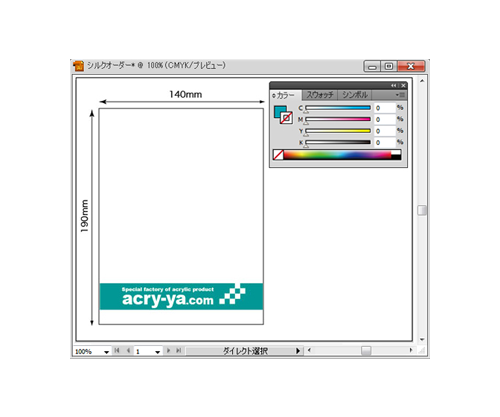 シルクオーダー* @ 100% (CMYK/プレビュー)
カラー スウォッチ シンボル
C 0 %
M 0 %
Y 0 %
K 0 %
140mm
190mm
Special factory of acrylic product
acry-ya.com
100% 1 ダイレクト選択